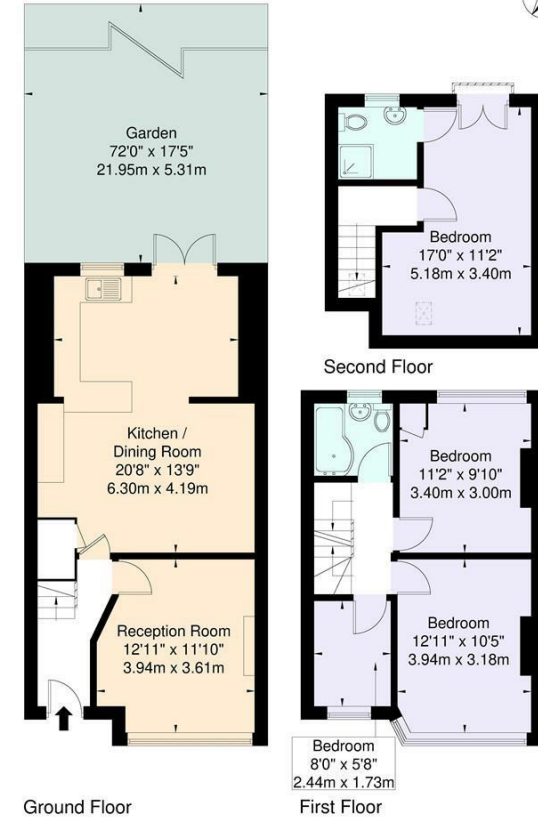 Garden
72'0" x 17'5"
21.95m x 5.31m
Bedroom
17'0" x 11'2"
5.18m x 3.40m
Second Floor
Kitchen /
Dining Room
20'8" x 13'9"
6.30m x 4.19m
Bedroom
11'2" x 9'10"
3.40m x 3.00m
Reception Room
12'11" x 11'10"
3.94m x 3.61m
Bedroom
12'11" x 10'5"
3.94m x 3.18m
Bedroom
8'0" x 5'8"
2.44m x 1.73m
Ground Floor
First Floor